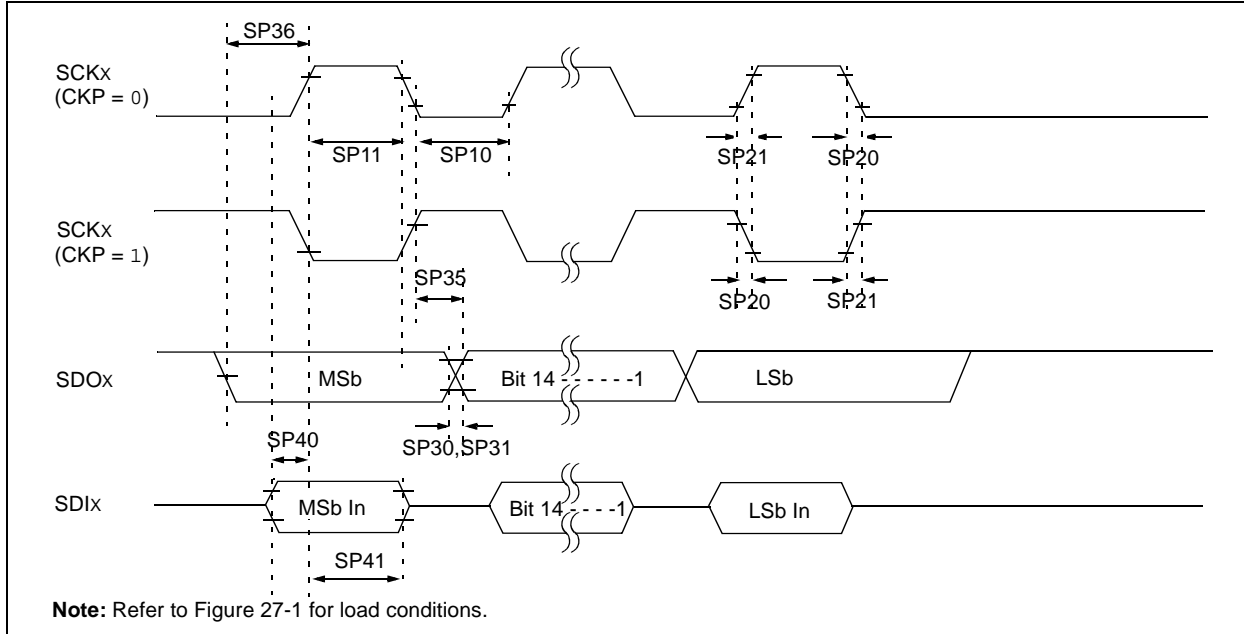 SP36
SCKx
(CKP = 0)
SP11
SP10
SP21
SP20
SCKx
(CKP = 1)
SP35
SP20
SP21
SDOx
MSb
Bit 14 - - - - - -1
LSb
SP40
SP30,SP31
SDIx
MSb In
Bit 14 - - - -1
LSb In
SP41
Note: Refer to Figure 27-1 for load conditions.